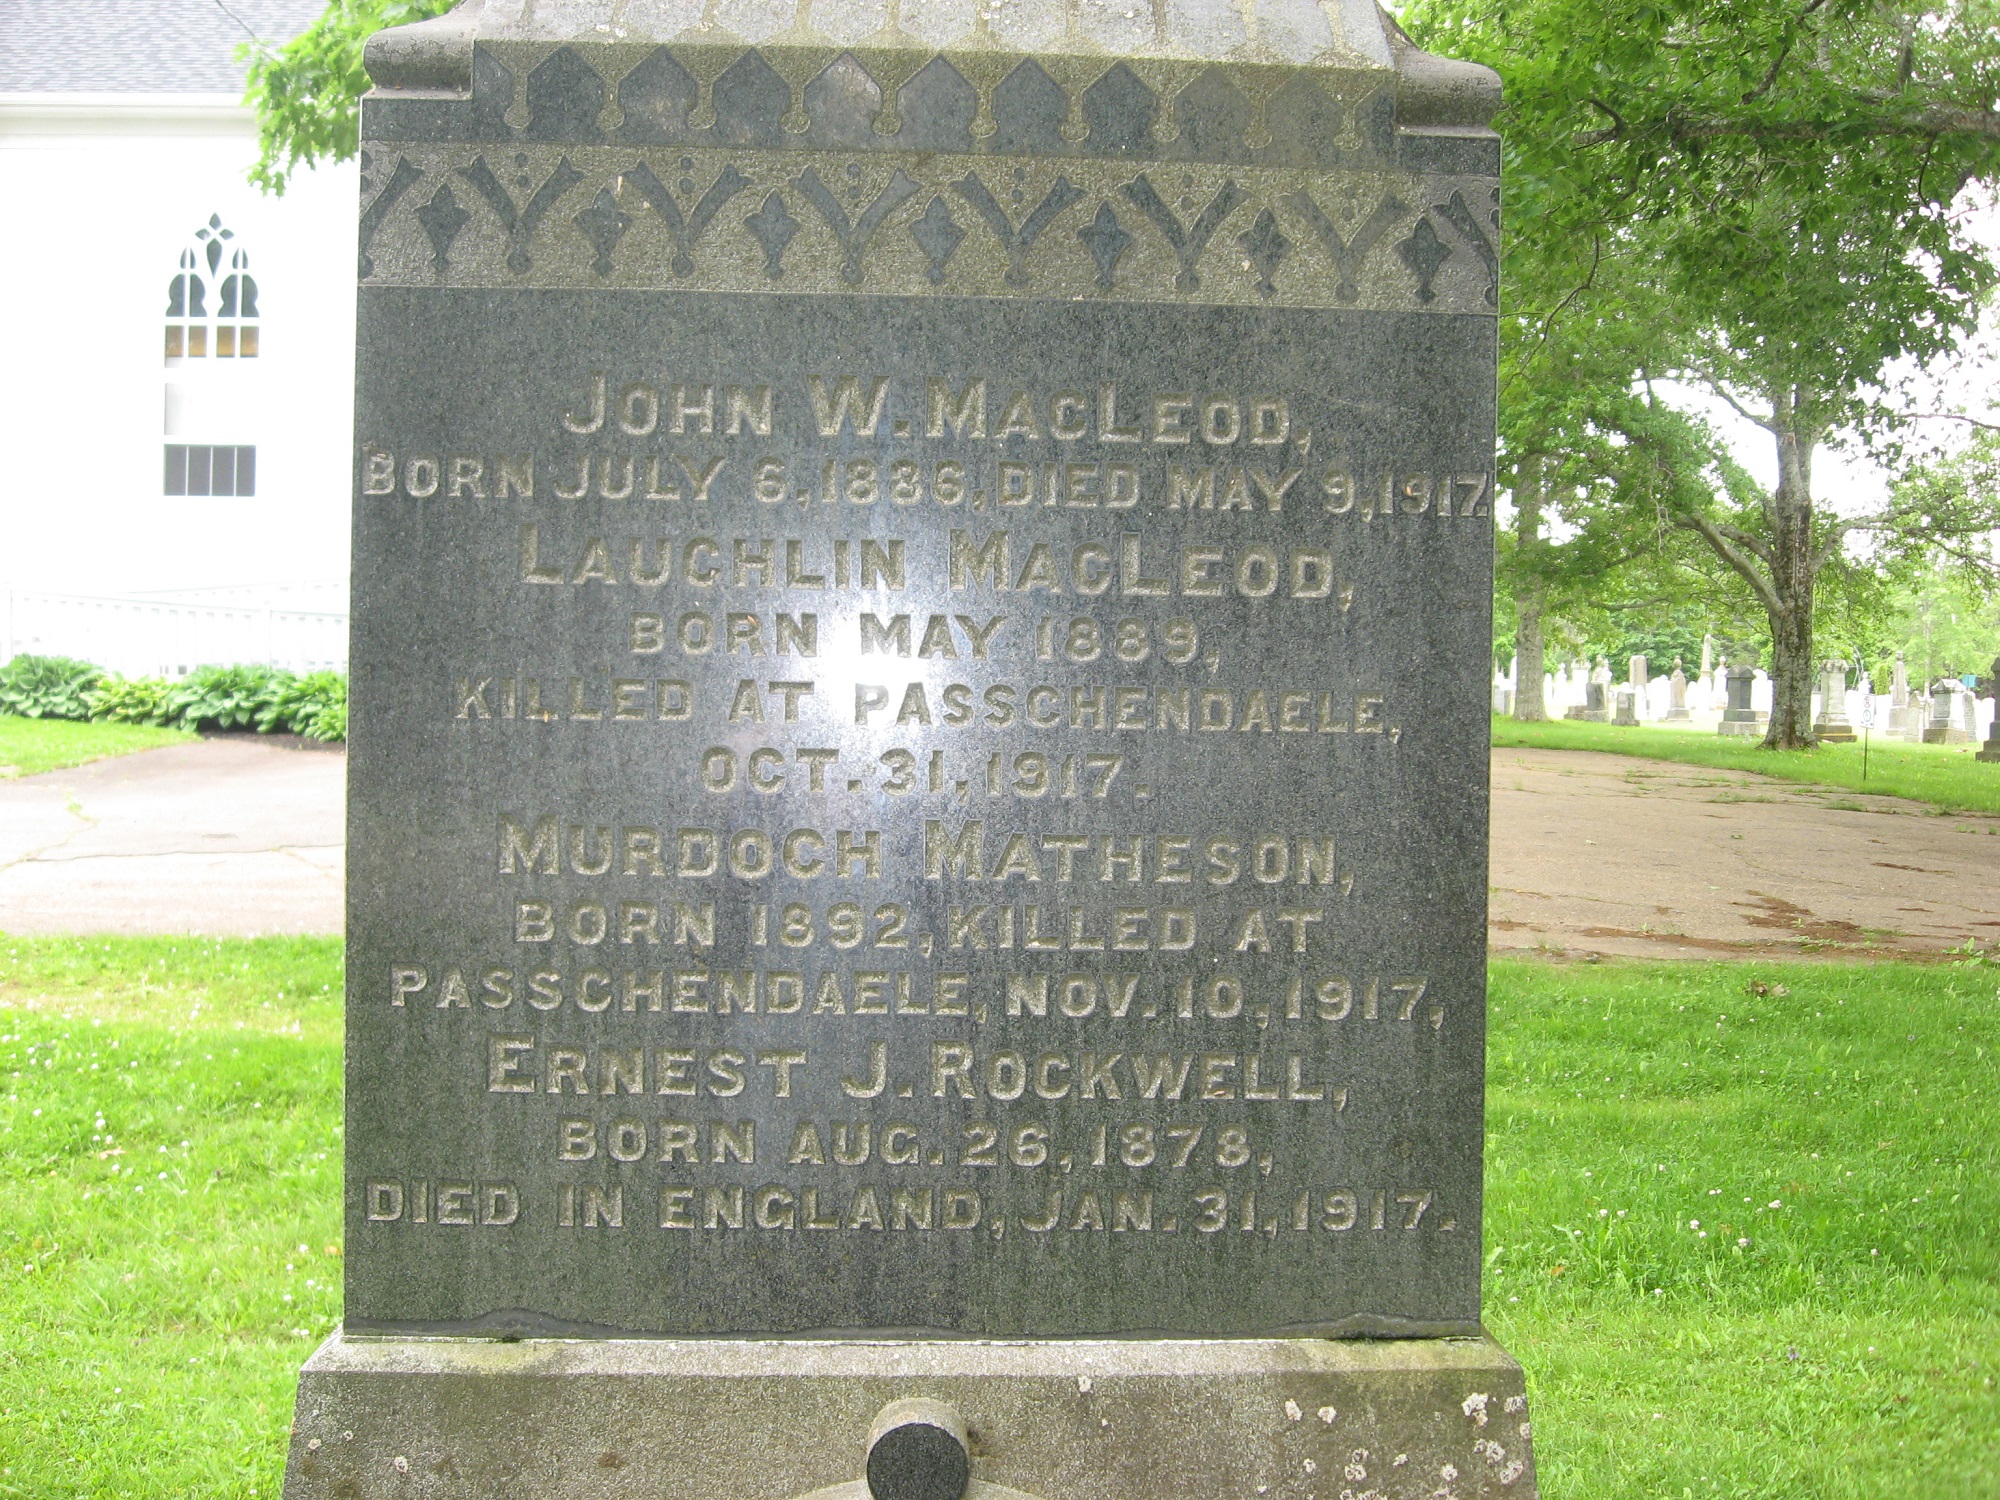 JOHN W. MACLEOD,
BORN JULY 6, 1886, DIED MAY 9, 1917.
LAUCHLIN MACLEOD,
BORN MAY 1889,
KILLED AT PASSCHENDAELE,
OCT. 31, 1917.
MURDOCH MATHESON,
BORN 1892, KILLED AT
PASSCHENDAELE, NOV. 10, 1917,
ERNEST J. ROCKWELL,
BORN AUG. 26, 1878,
DIED IN ENGLAND, JAN. 31, 1917.